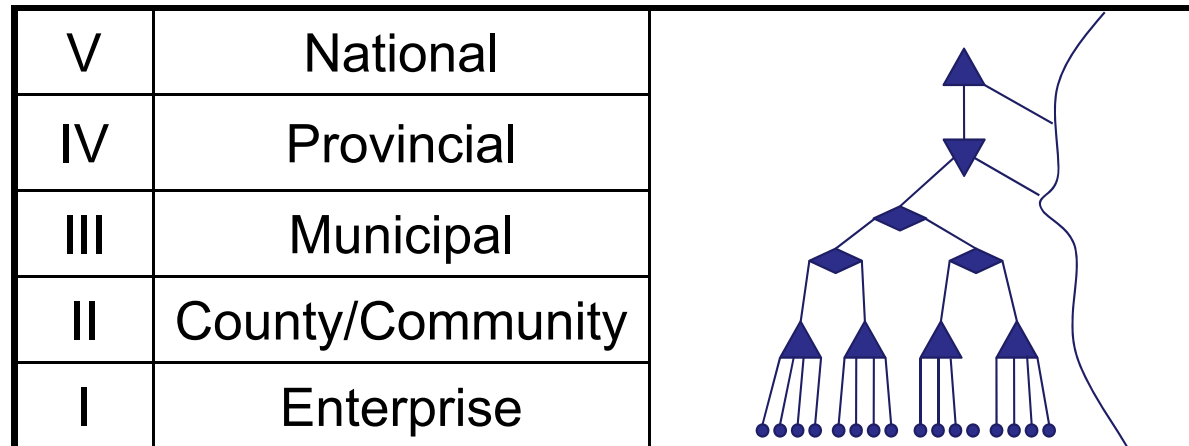 V National
IV Provincial
III Municipal
II County/Community
I Enterprise